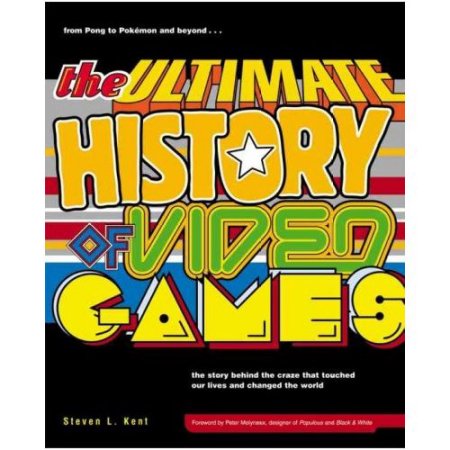 from Pong to Pokémon and beyond...
the ULTIMATE
HISTORY
OF VIDEO
GAMES
the story behind the craze that touched
our lives and changed the world
Steven L. Kent
Foreword by Peter Molyneux, designer of Populous and Black & White